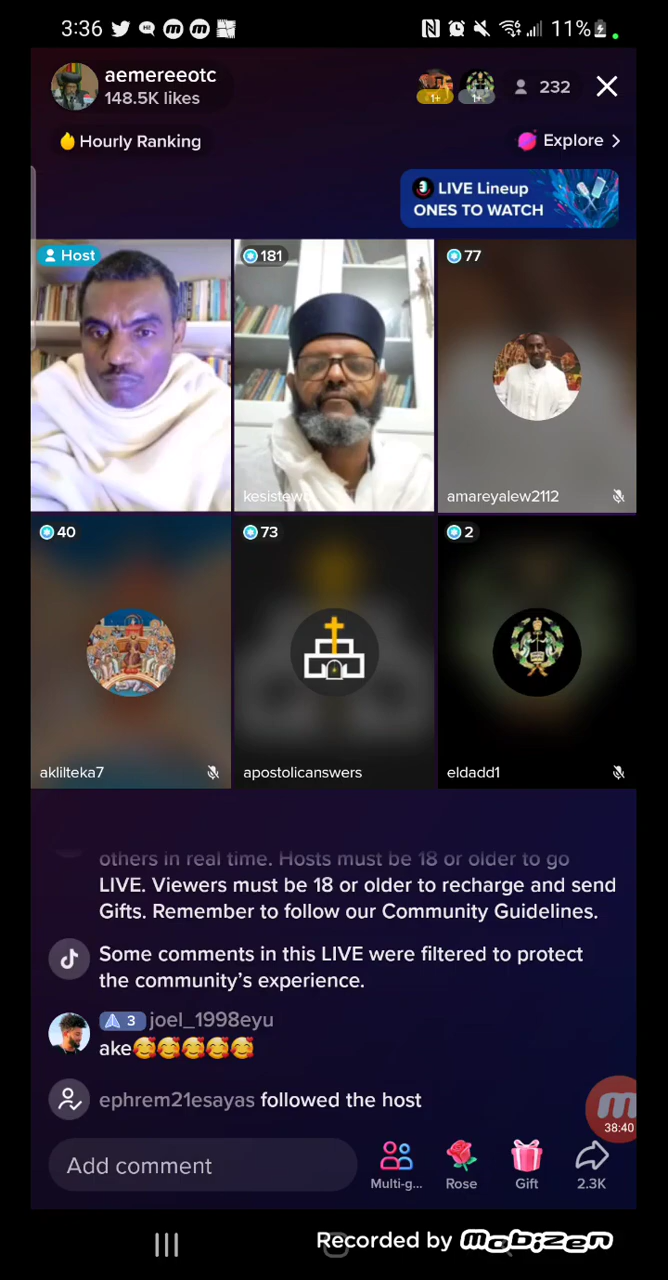 3:36
11%
aemereeotc
148.5K likes
1+
1+
232
Hourly Ranking
Explore >
LIVE Lineup
ONES TO WATCH
Host
181
77
kesistew
amareyalew2112
40
73
2
aklilteka7
apostolicanswers
eldadd1
others in real time. Hosts must be 18 or older to go
LIVE. Viewers must be 18 or older to recharge and send
Gifts. Remember to follow our Community Guidelines.
Some comments in this LIVE were filtered to protect
the community's experience.
3 joel_1998eyu
ake🥰🥰🥰🥰🥰
ephrem21esayas followed the host
38:40
Add comment
Multi-g...
Rose
Gift
2.3K
Recorded by mobizen